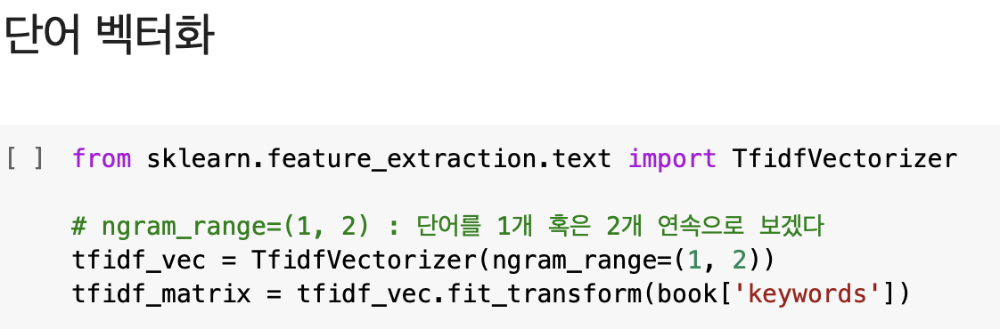 단어 벡터화
[ ] from sklearn.feature_extraction.text import TfidfVectorizer
# ngram_range=(1, 2) : 단어를 1개 혹은 2개 연속으로 보겠다
tfidf_vec = TfidfVectorizer(ngram_range=(1, 2))
tfidf_matrix = tfidf_vec.fit_transform(book['keywords'])